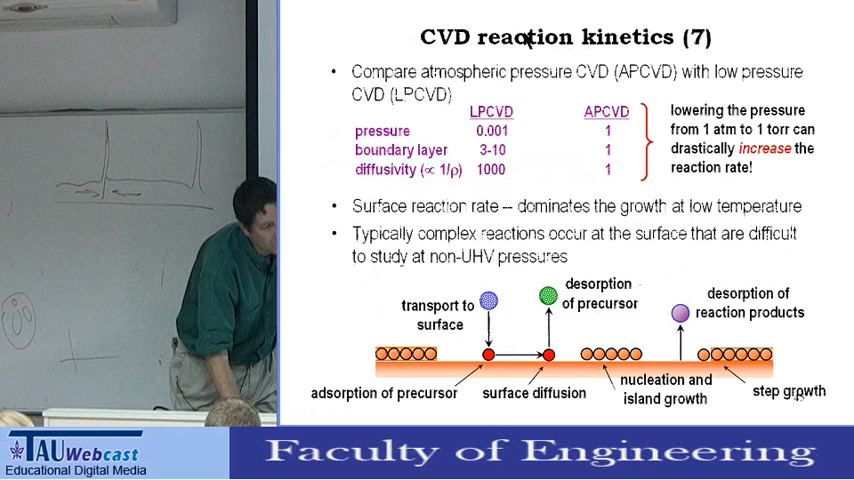 CVD reaction kinetics (7)
• Compare atmospheric pressure CVD (APCVD) with low pressure
CVD (LPCVD)
LPCVD APCVD
pressure 0.001 1
boundary layer 3-10 1
diffusivity (∝ 1/ρ) 1000 1
lowering the pressure
from 1 atm to 1 torr can
drastically increase the
reaction rate!
• Surface reaction rate -- dominates the growth at low temperature
• Typically complex reactions occur at the surface that are difficult
to study at non-UHV pressures
transport to
surface
desorption
of precursor
desorption of
reaction products
adsorption of precursor
surface diffusion
nucleation and
island growth
step growth
TAU Webcast
Educational Digital Media
Faculty of Engineering